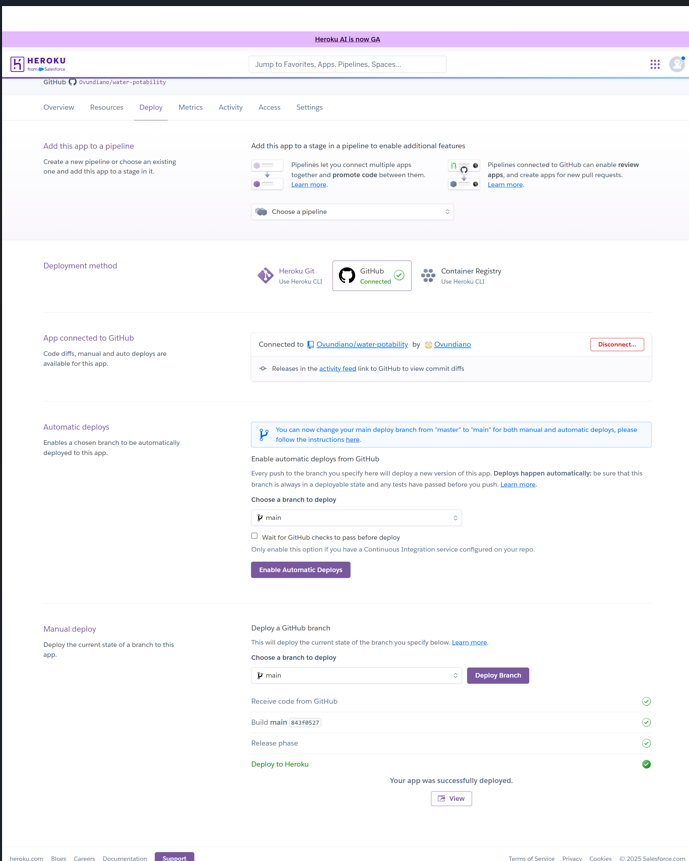 Heroku AI is now GA
HEROKU
from Salesforce
Jump to Favorites, Apps, Pipelines, Spaces...
GitHub Ovundiano/water-potability
Overview Resources Deploy Metrics Activity Access Settings
Add this app to a pipeline
Create a new pipeline or choose an existing
one and add this app to a stage in it.
Add this app to a stage in a pipeline to enable additional features
Pipelines let you connect multiple apps
together and promote code between them.
Learn more.
Pipelines connected to GitHub can enable review
apps, and create apps for new pull requests.
Learn more.
Choose a pipeline
Deployment method
Heroku Git
Use Heroku CLI
GitHub
Connected
Container Registry
Use Heroku CLI
App connected to GitHub
Code diffs, manual and auto deploys are
available for this app.
Connected to Ovundiano/water-potability by Ovundiano
Disconnect...
Releases in the activity feed link to GitHub to view commit diffs
Automatic deploys
Enables a chosen branch to be automatically
deployed to this app.
You can now change your main deploy branch from "master" to "main" for both manual and automatic deploys, please
follow the instructions here.
Enable automatic deploys from GitHub
Every push to the branch you specify here will deploy a new version of this app. Deploys happen automatically: be sure that this
branch is always in a deployable state and any tests have passed before you push. Learn more.
Choose a branch to deploy
main
Wait for GitHub checks to pass before deploy
Only enable this option if you have a Continuous Integration service configured on your repo.
Enable Automatic Deploys
Manual deploy
Deploy the current state of a branch to this
app.
Deploy a GitHub branch
This will deploy the current state of the branch you specify below. Learn more.
Choose a branch to deploy
main
Deploy Branch
Receive code from GitHub
Build main 843f0527
Release phase
Deploy to Heroku
Your app was successfully deployed.
View
heroku.com Blogs Careers Documentation Support
Terms of Service Privacy Cookies © 2025 Salesforce.com